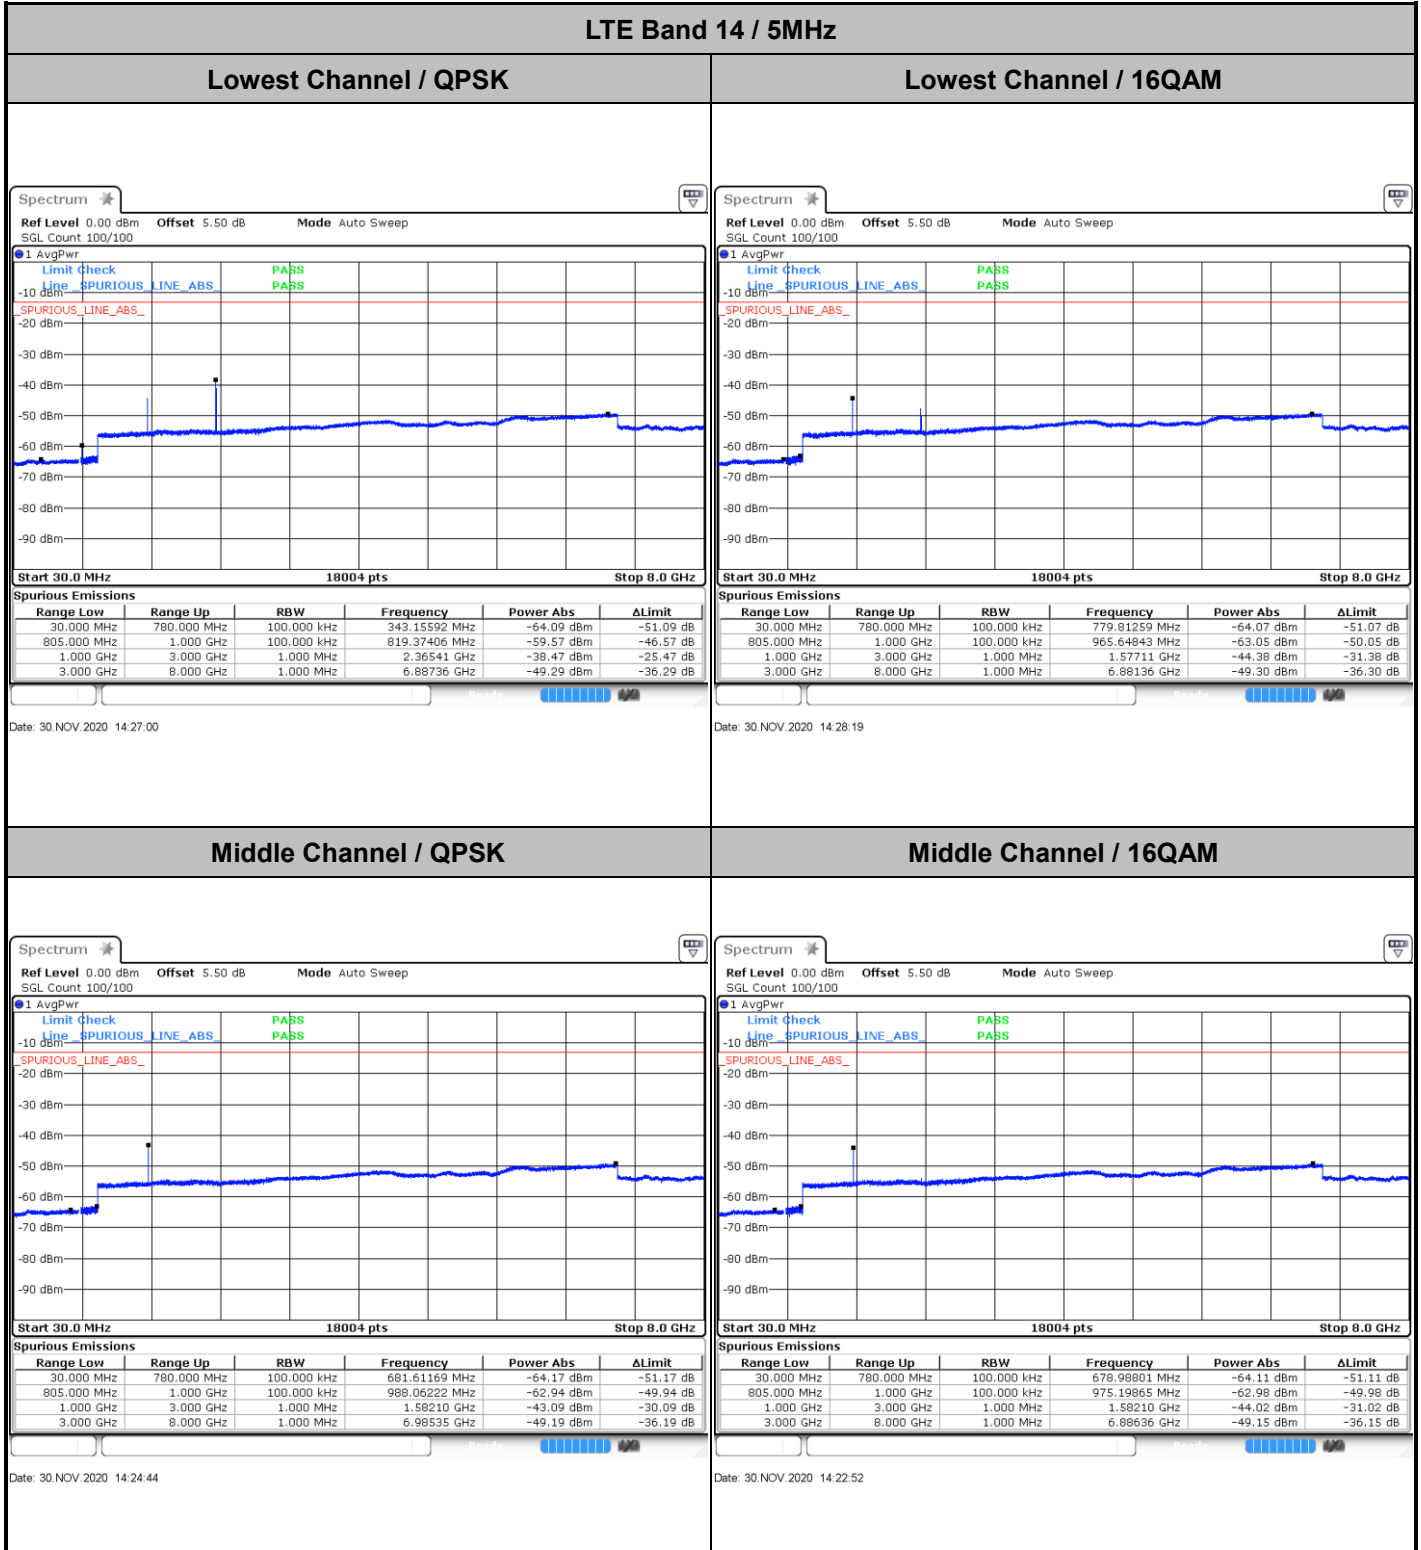 LTE Band 14 / 5MHz
Lowest Channel / QPSK
Lowest Channel / 16QAM
Spectrum
Ref Level 0.00 dBm Offset 5.50 dB Mode Auto Sweep
SGL Count 100/100
1 AvgPwr
Limit Check PASS
Line _SPURIOUS_LINE_ABS_ PASS
-10 dBm
_SPURIOUS_LINE_ABS_
-20 dBm
-30 dBm
-40 dBm
-50 dBm
-60 dBm
-70 dBm
-80 dBm
-90 dBm
Start 30.0 MHz 18004 pts Stop 8.0 GHz
Spurious Emissions
Range Low Range Up RBW Frequency Power Abs ΔLimit
30.000 MHz 780.000 MHz 100.000 kHz 343.15592 MHz -64.09 dBm -51.09 dB
805.000 MHz 1.000 GHz 100.000 kHz 819.37406 MHz -59.57 dBm -46.57 dB
1.000 GHz 3.000 GHz 1.000 MHz 2.36541 GHz -38.47 dBm -25.47 dB
3.000 GHz 8.000 GHz 1.000 MHz 6.88736 GHz -49.29 dBm -36.29 dB
Ready
Date: 30.NOV.2020 14:27:00
Spectrum
Ref Level 0.00 dBm Offset 5.50 dB Mode Auto Sweep
SGL Count 100/100
1 AvgPwr
Limit Check PASS
Line _SPURIOUS_LINE_ABS_ PASS
-10 dBm
_SPURIOUS_LINE_ABS_
-20 dBm
-30 dBm
-40 dBm
-50 dBm
-60 dBm
-70 dBm
-80 dBm
-90 dBm
Start 30.0 MHz 18004 pts Stop 8.0 GHz
Spurious Emissions
Range Low Range Up RBW Frequency Power Abs ΔLimit
30.000 MHz 780.000 MHz 100.000 kHz 779.81259 MHz -64.07 dBm -51.07 dB
805.000 MHz 1.000 GHz 100.000 kHz 965.64843 MHz -63.05 dBm -50.05 dB
1.000 GHz 3.000 GHz 1.000 MHz 1.57711 GHz -44.38 dBm -31.38 dB
3.000 GHz 8.000 GHz 1.000 MHz 6.88136 GHz -49.30 dBm -36.30 dB
Ready
Date: 30.NOV.2020 14:28:19
Middle Channel / QPSK
Middle Channel / 16QAM
Spectrum
Ref Level 0.00 dBm Offset 5.50 dB Mode Auto Sweep
SGL Count 100/100
1 AvgPwr
Limit Check PASS
Line _SPURIOUS_LINE_ABS_ PASS
-10 dBm
_SPURIOUS_LINE_ABS_
-20 dBm
-30 dBm
-40 dBm
-50 dBm
-60 dBm
-70 dBm
-80 dBm
-90 dBm
Start 30.0 MHz 18004 pts Stop 8.0 GHz
Spurious Emissions
Range Low Range Up RBW Frequency Power Abs ΔLimit
30.000 MHz 780.000 MHz 100.000 kHz 681.61169 MHz -64.17 dBm -51.17 dB
805.000 MHz 1.000 GHz 100.000 kHz 988.06222 MHz -62.94 dBm -49.94 dB
1.000 GHz 3.000 GHz 1.000 MHz 1.58210 GHz -43.09 dBm -30.09 dB
3.000 GHz 8.000 GHz 1.000 MHz 6.98535 GHz -49.19 dBm -36.19 dB
Ready
Date: 30.NOV.2020 14:24:44
Spectrum
Ref Level 0.00 dBm Offset 5.50 dB Mode Auto Sweep
SGL Count 100/100
1 AvgPwr
Limit Check PASS
Line _SPURIOUS_LINE_ABS_ PASS
-10 dBm
_SPURIOUS_LINE_ABS_
-20 dBm
-30 dBm
-40 dBm
-50 dBm
-60 dBm
-70 dBm
-80 dBm
-90 dBm
Start 30.0 MHz 18004 pts Stop 8.0 GHz
Spurious Emissions
Range Low Range Up RBW Frequency Power Abs ΔLimit
30.000 MHz 780.000 MHz 100.000 kHz 678.98801 MHz -64.11 dBm -51.11 dB
805.000 MHz 1.000 GHz 100.000 kHz 975.19865 MHz -62.98 dBm -49.98 dB
1.000 GHz 3.000 GHz 1.000 MHz 1.58210 GHz -44.02 dBm -31.02 dB
3.000 GHz 8.000 GHz 1.000 MHz 6.88636 GHz -49.15 dBm -36.15 dB
Ready
Date: 30.NOV.2020 14:22:52